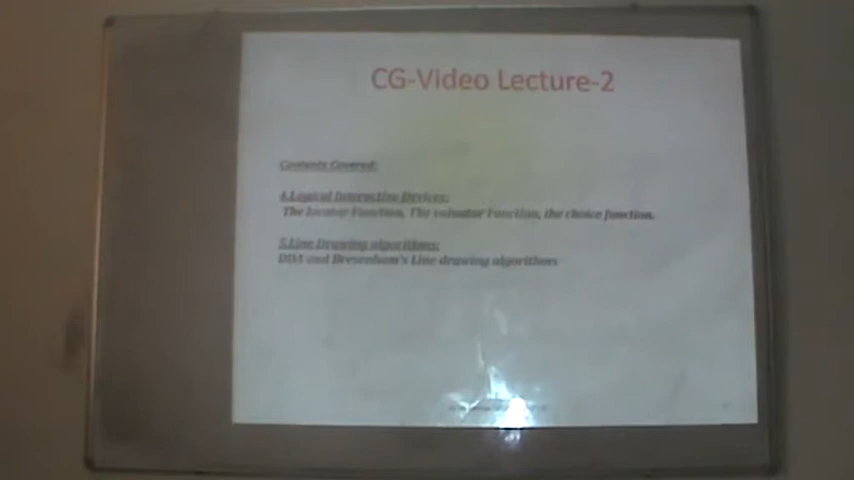 CG-Video Lecture-2
Contents Covered:
4.Logical Interactive Devices:
The locator Function, The valuator Function, the choice function.
5.Line Drawing algorithms:
DDA and Bresenham's Line drawing algorithms